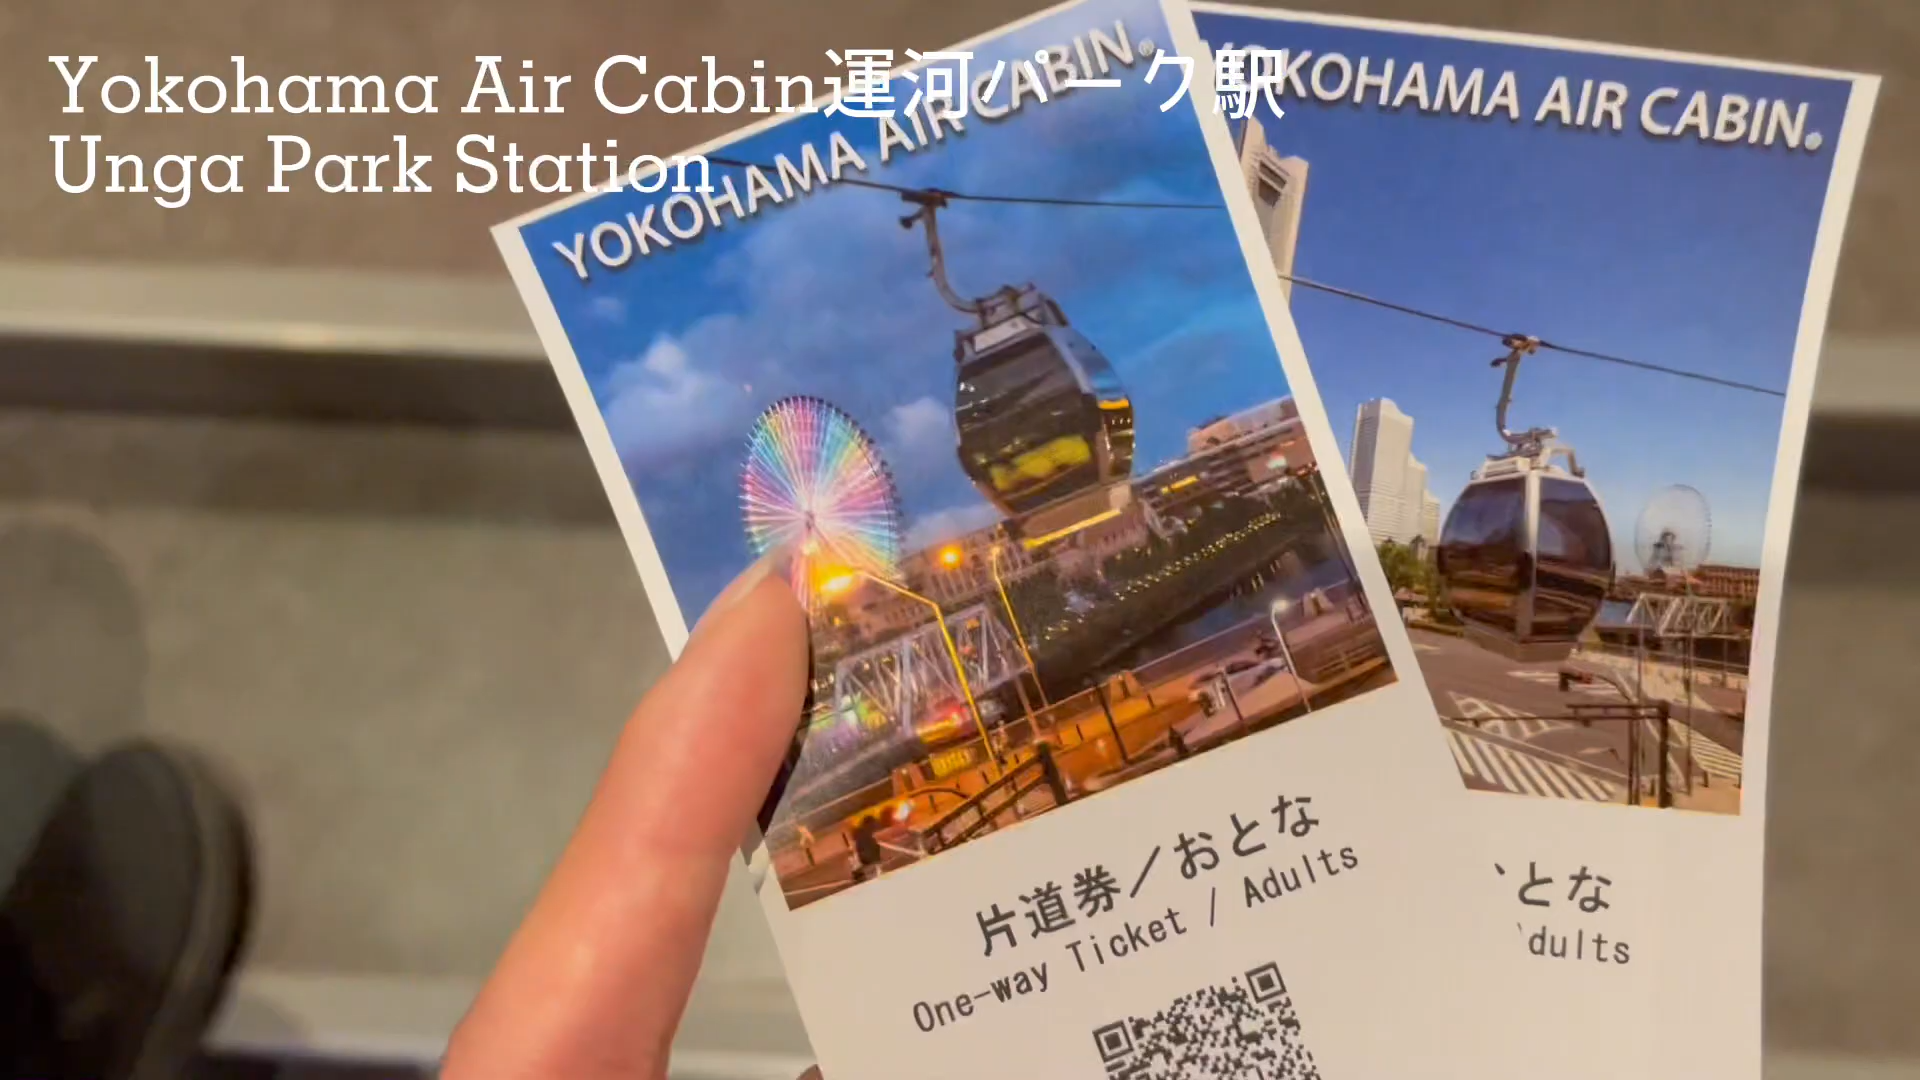 Yokohama Air Cabin運河パーク駅
Unga Park Station
YOKOHAMA AIR CABIN®
片道券/おとな
One-way Ticket / Adults
YOKOHAMA AIR CABIN®
とな
dults